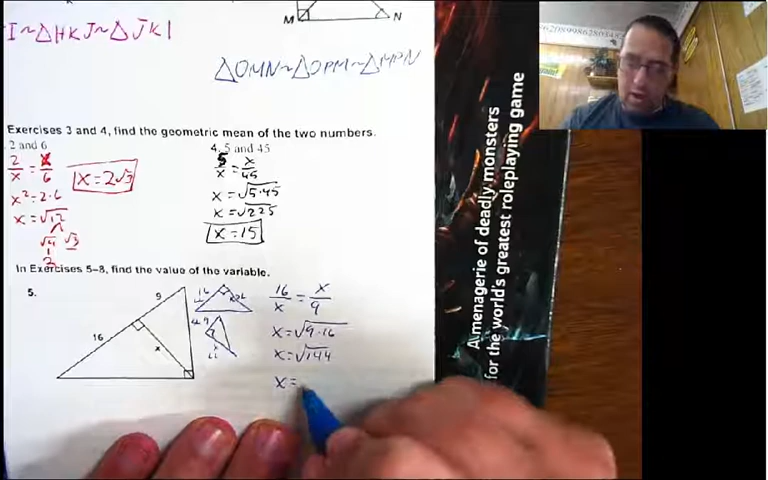 I~△HKJ~△JKI
M
N
△OMN~△OPM~△MPN
Exercises 3 and 4, find the geometric mean of the two numbers.
2 and 6
4. 5 and 45
2/x = x/6
x = 2√3
x² = 2·6
x = √12
√4 √3
2
5/x = x/45
x = √5·45
x = √225
x = 15
In Exercises 5–8, find the value of the variable.
5.
9
16
x
16/x = x/9
x = √9·16
x = √144
x =
A menagerie of deadly monsters
for the world's greatest roleplaying game